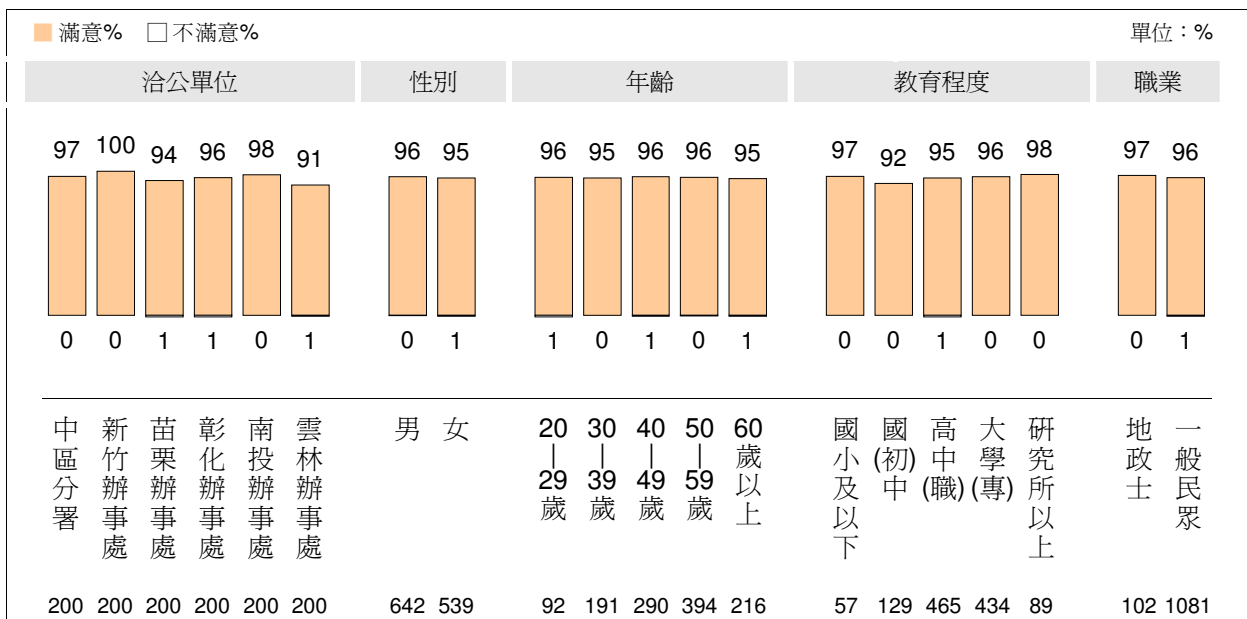 滿意% 不滿意% 單位：%
洽公單位 性別 年齡 教育程度 職業
97 100 94 96 98 91 96 95 96 95 96 96 95 97 92 95 96 98 97 96
0 0 1 1 0 1 0 1 1 0 1 0 1 0 0 1 0 0 0 1
中區分署
新竹辦事處
苗栗辦事處
彰化辦事處
南投辦事處
雲林辦事處
男
女
20|29歲
30|39歲
40|49歲
50|59歲
60歲以上
國小及以下
國(初)中
高中(職)
大學(專)
研究所以上
地政士
一般民眾
200 200 200 200 200 200 642 539 92 191 290 394 216 57 129 465 434 89 102 1081